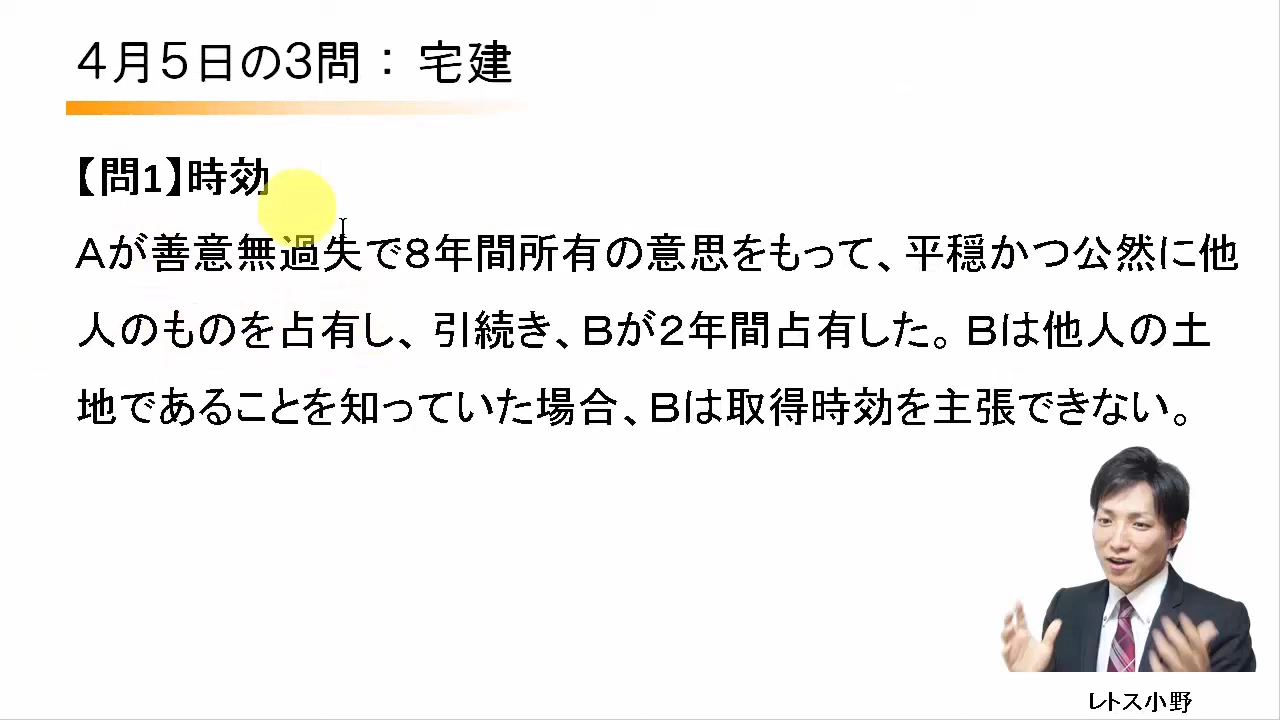 ４月５日の３問： 宅建
【問1】時効
Ａが善意無過失で８年間所有の意思をもって、平穏かつ公然に他
人のものを占有し、引続き、Ｂが２年間占有した。Ｂは他人の土
地であることを知っていた場合、Ｂは取得時効を主張できない。
レトス小野